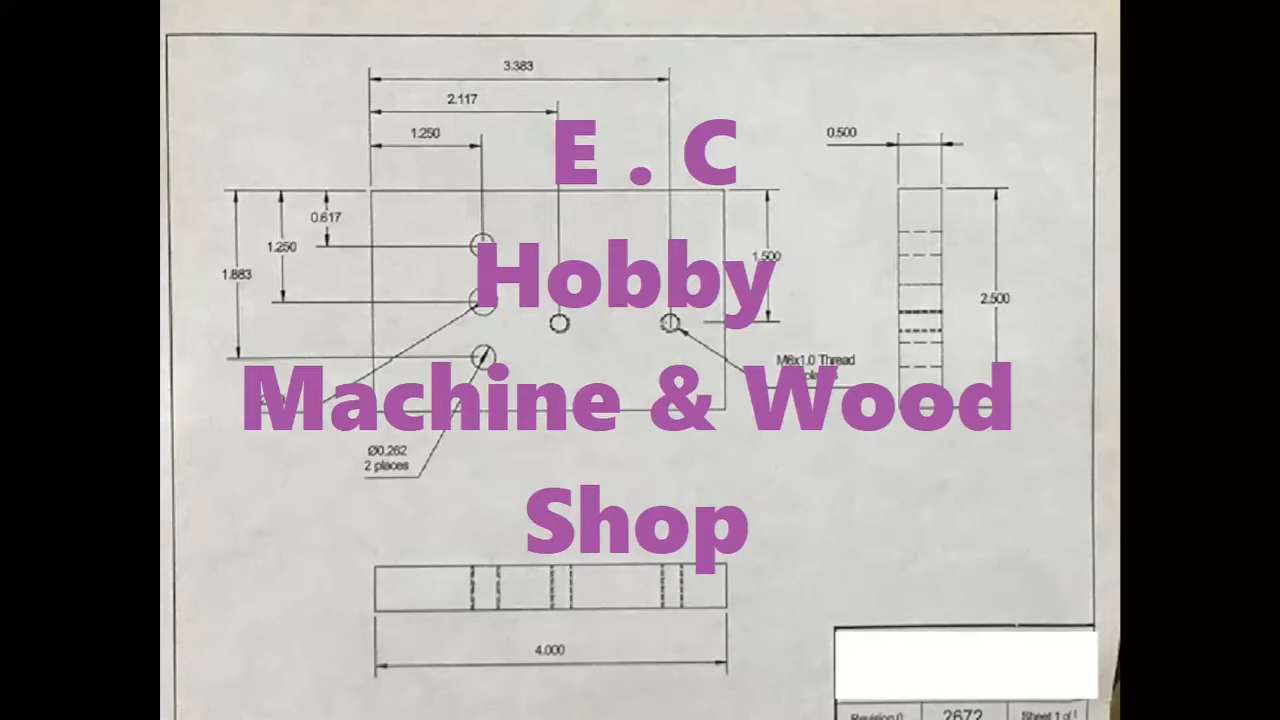 3.383
2.117
1.250
E . C
0.500
0.617
1.250
1.883
Hobby
1.500
2.500
M6x1.0 Thread
Machine & Wood
Ø0.262
2 places
Shop
4.000
Revision 0
2672
Sheet 1 of 1